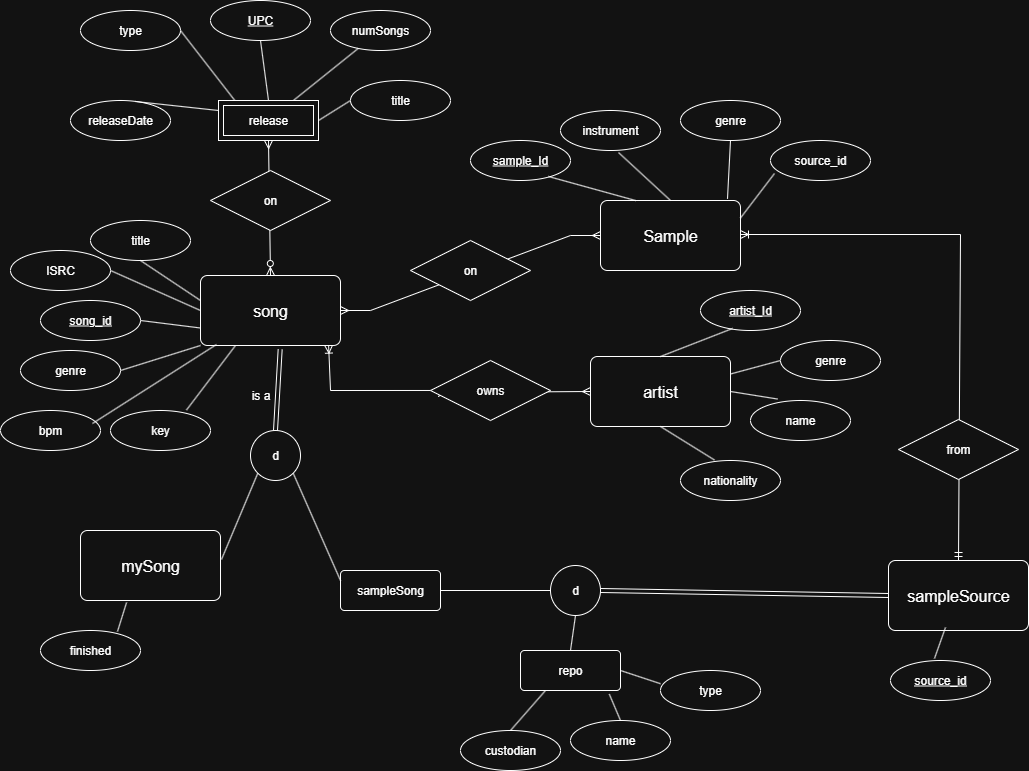 UPC
type
numSongs
title
releaseDate
release
on
genre
instrument
source_id
sample_Id
Sample
title
on
ISRC
song
song_id
artist_Id
genre
genre
artist
owns
is a
name
bpm
key
from
d
nationality
mySong
sampleSong
d
sampleSource
finished
repo
source_id
type
name
custodian